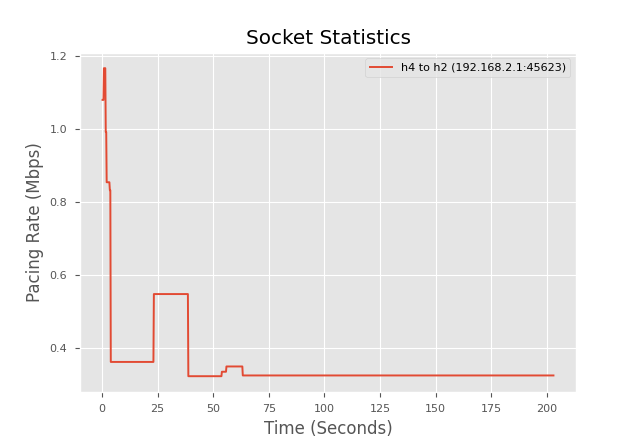 Socket Statistics
h4 to h2 (192.168.2.1:45623)
Pacing Rate (Mbps)
1.2
1.0
0.8
0.6
0.4
0 25 50 75 100 125 150 175 200
Time (Seconds)